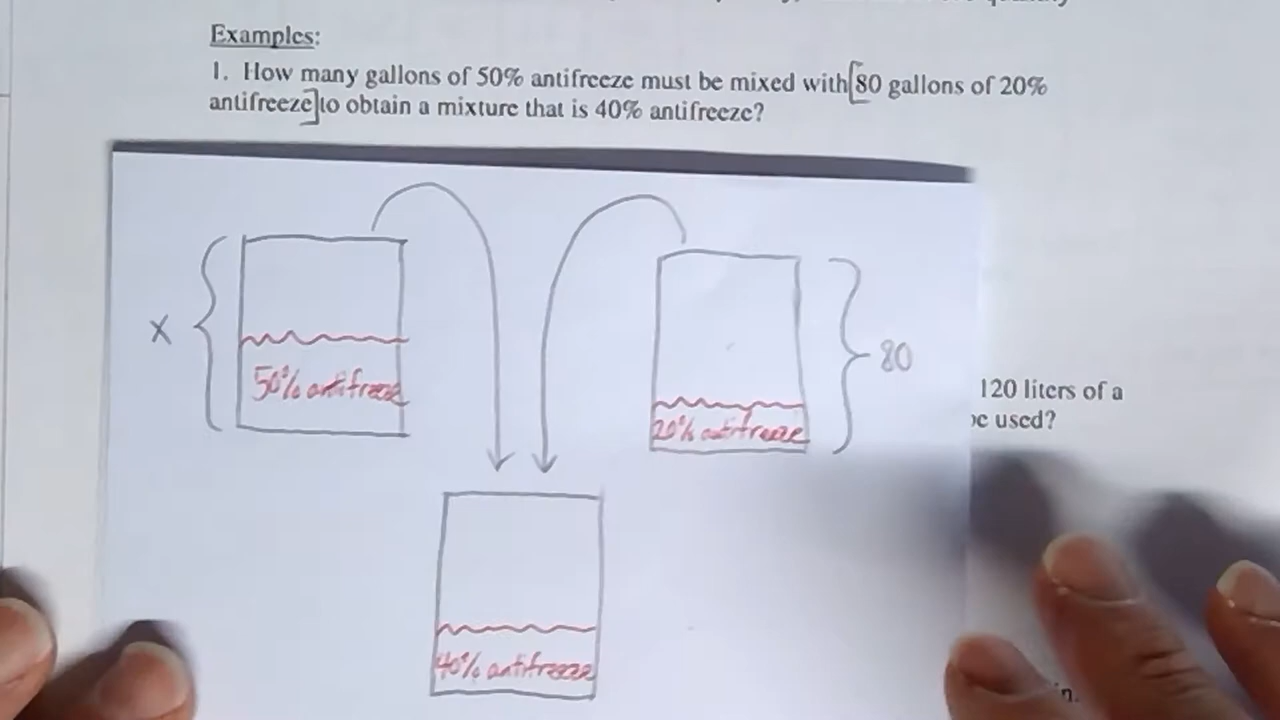 Examples:
1. How many gallons of 50% antifreeze must be mixed with [80 gallons of 20%
antifreeze] to obtain a mixture that is 40% antifreeze?
X
50% antifreeze
20% antifreeze
80
120 liters of a
used?
40% antifreeze